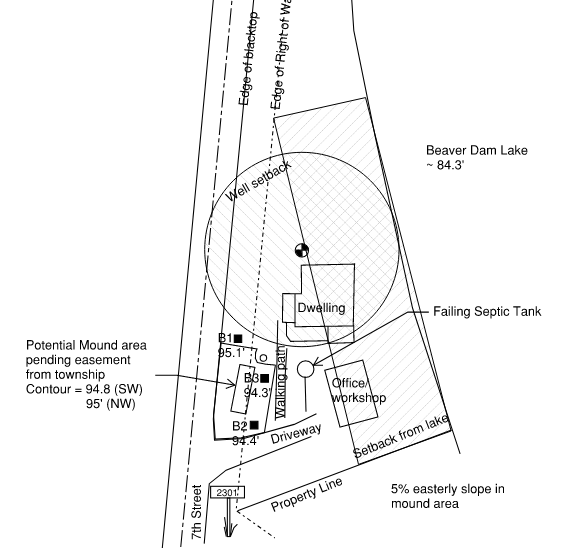 Edge of blacktop
Edge of Right of Wa
Beaver Dam Lake
~ 84.3'
Well setback
Dwelling
Failing Septic Tank
Potential Mound area
pending easement
from township
Contour = 94.8 (SW)
95' (NW)
B1
95.1'
B3
94.3'
B2
94.4'
Walking path
Office/
workshop
Driveway
Setback from lake
Property Line
5% easterly slope in
mound area
7th Street
2301